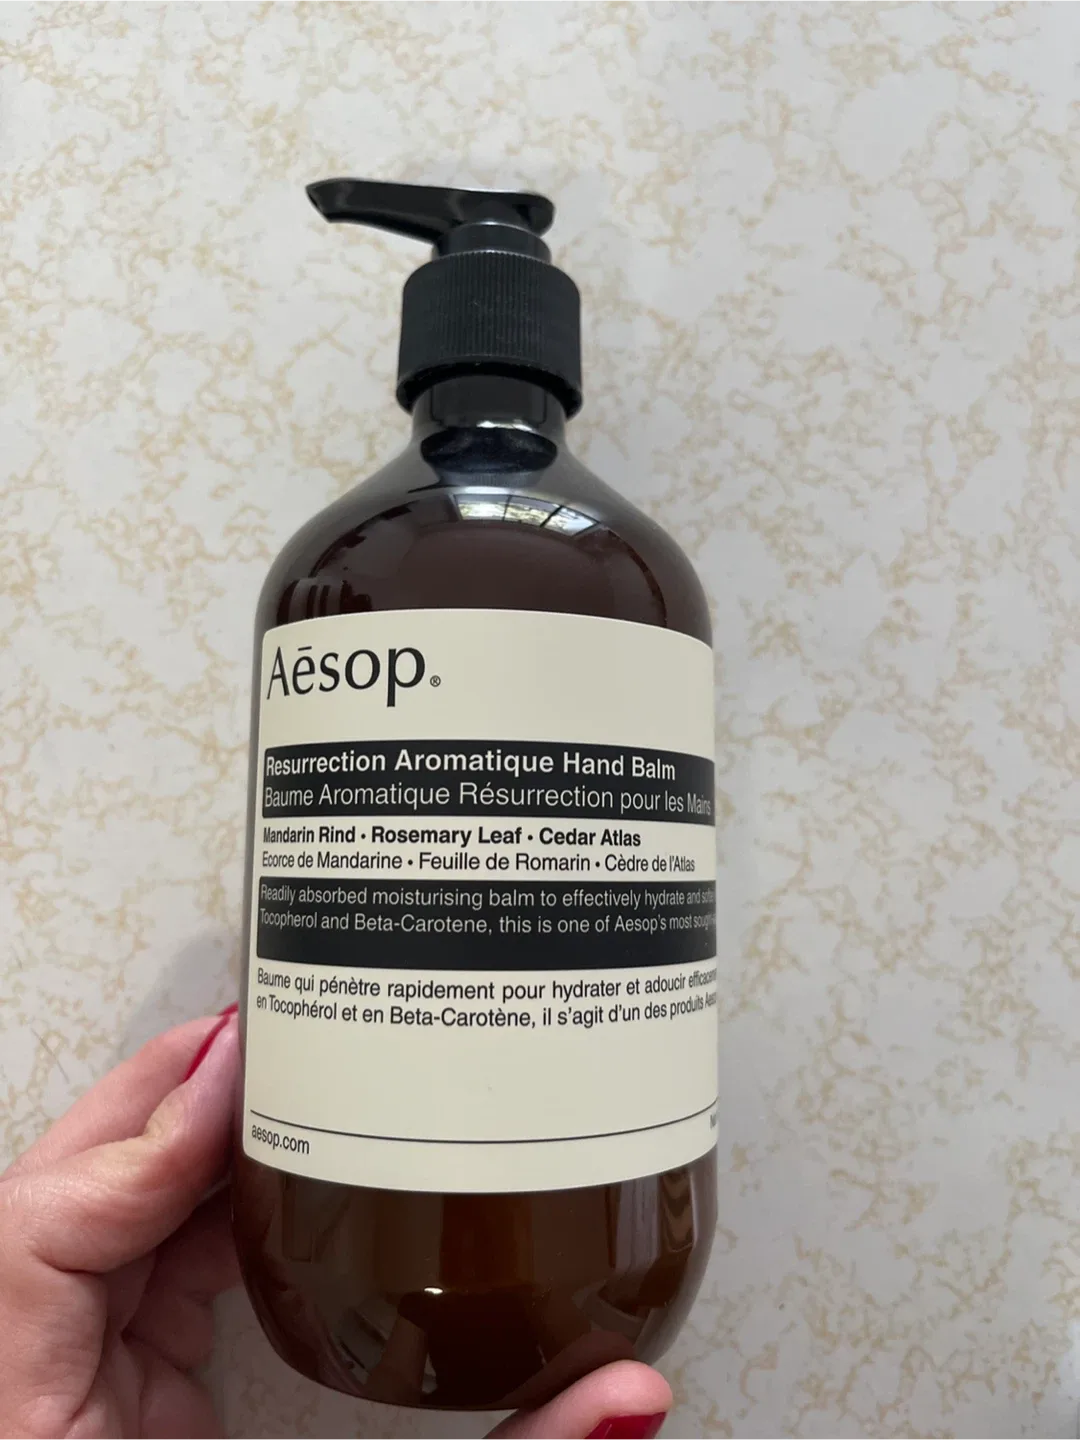 Aēsop®
Resurrection Aromatique Hand Balm
Baume Aromatique Résurrection pour les Mains
Mandarin Rind • Rosemary Leaf • Cedar Atlas
Ecorce de Mandarine • Feuille de Romarin • Cèdre de l'Atlas
Readily absorbed moisturising balm to effectively hydrate and
Tocopherol and Beta-Carotene, this is one of Aesop's most
Baume qui pénètre rapidement pour hydrater et adoucir
en Tocophérol et en Beta-Carotène, il s'agit d'un des produits
aesop.com